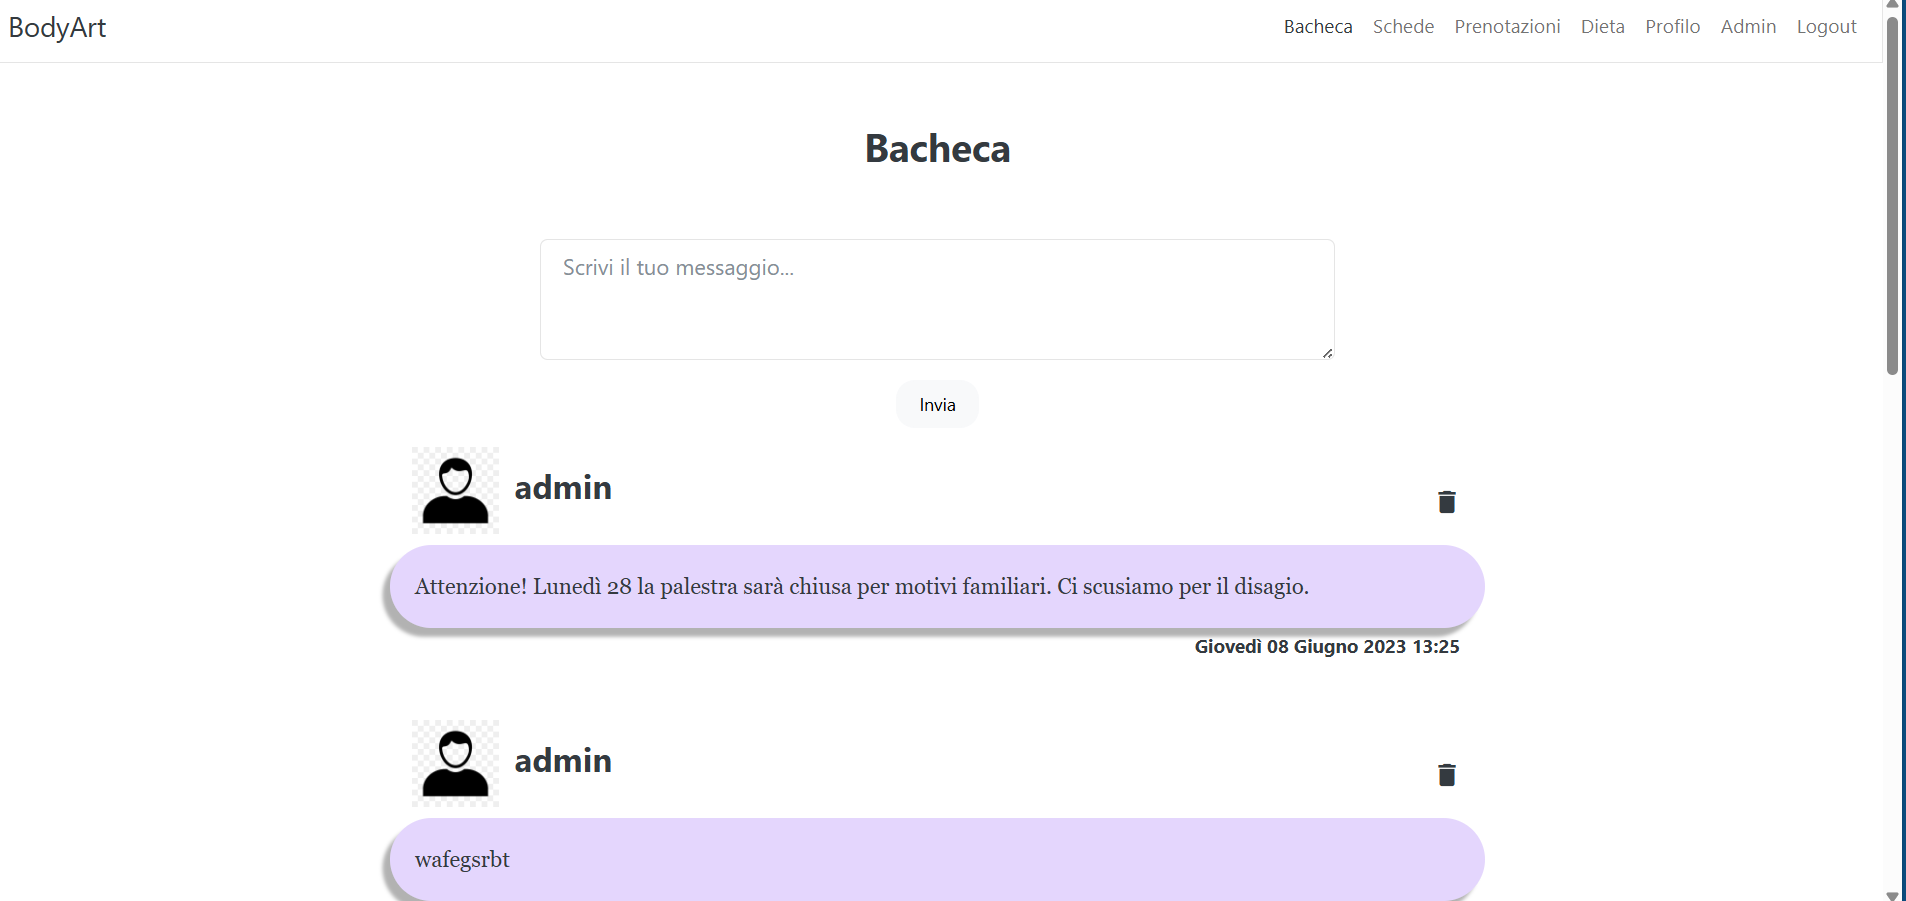 BodyArt
Bacheca Schede Prenotazioni Dieta Profilo Admin Logout
Bacheca
Scrivi il tuo messaggio...
Invia
admin
Attenzione! Lunedì 28 la palestra sarà chiusa per motivi familiari. Ci scusiamo per il disagio.
Giovedì 08 Giugno 2023 13:25
admin
wafegsrbt